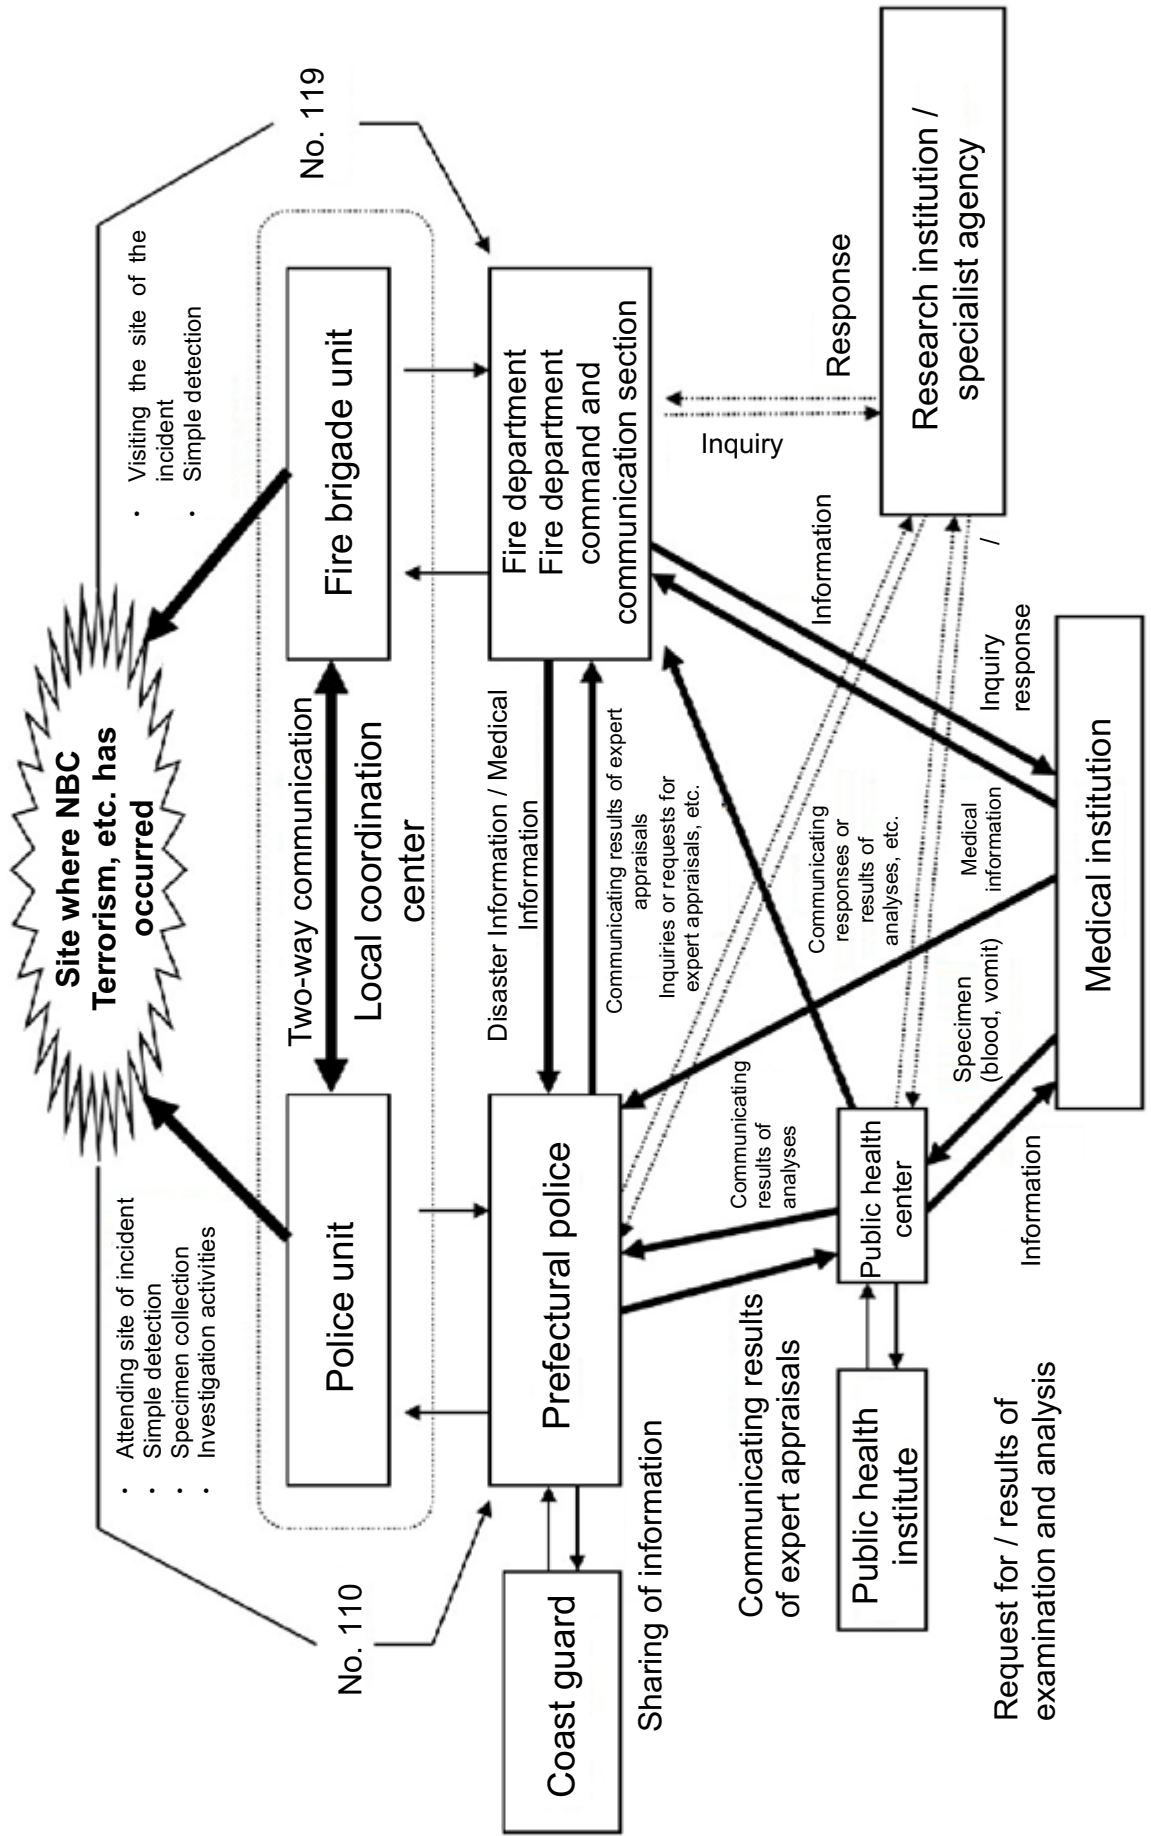 Site where NBC
Terrorism, etc. has
occurred
No. 110
No. 119
· Attending site of incident
· Simple detection
· Specimen collection
· Investigation activities
· Visiting the site of the
incident
· Simple detection
Police unit
Two-way communication
Local coordination
center
Fire brigade unit
Coast guard
Sharing of information
Prefectural police
Disaster Information / Medical
Information
Communicating results of expert
appraisals
Inquiries or requests for
expert appraisals, etc.
Fire department
Fire department
command and
communication section
Inquiry
Response
Communicating results
of expert appraisals
Communicating
results of
analyses
Communicating
responses or
results of
analyses, etc.
Information
Public health
institute
Public health
center
Research institution /
specialist agency
/
Request for / results of
examination and analysis
Information
Specimen
(blood, vomit)
Medical
information
Inquiry
response
Medical institution